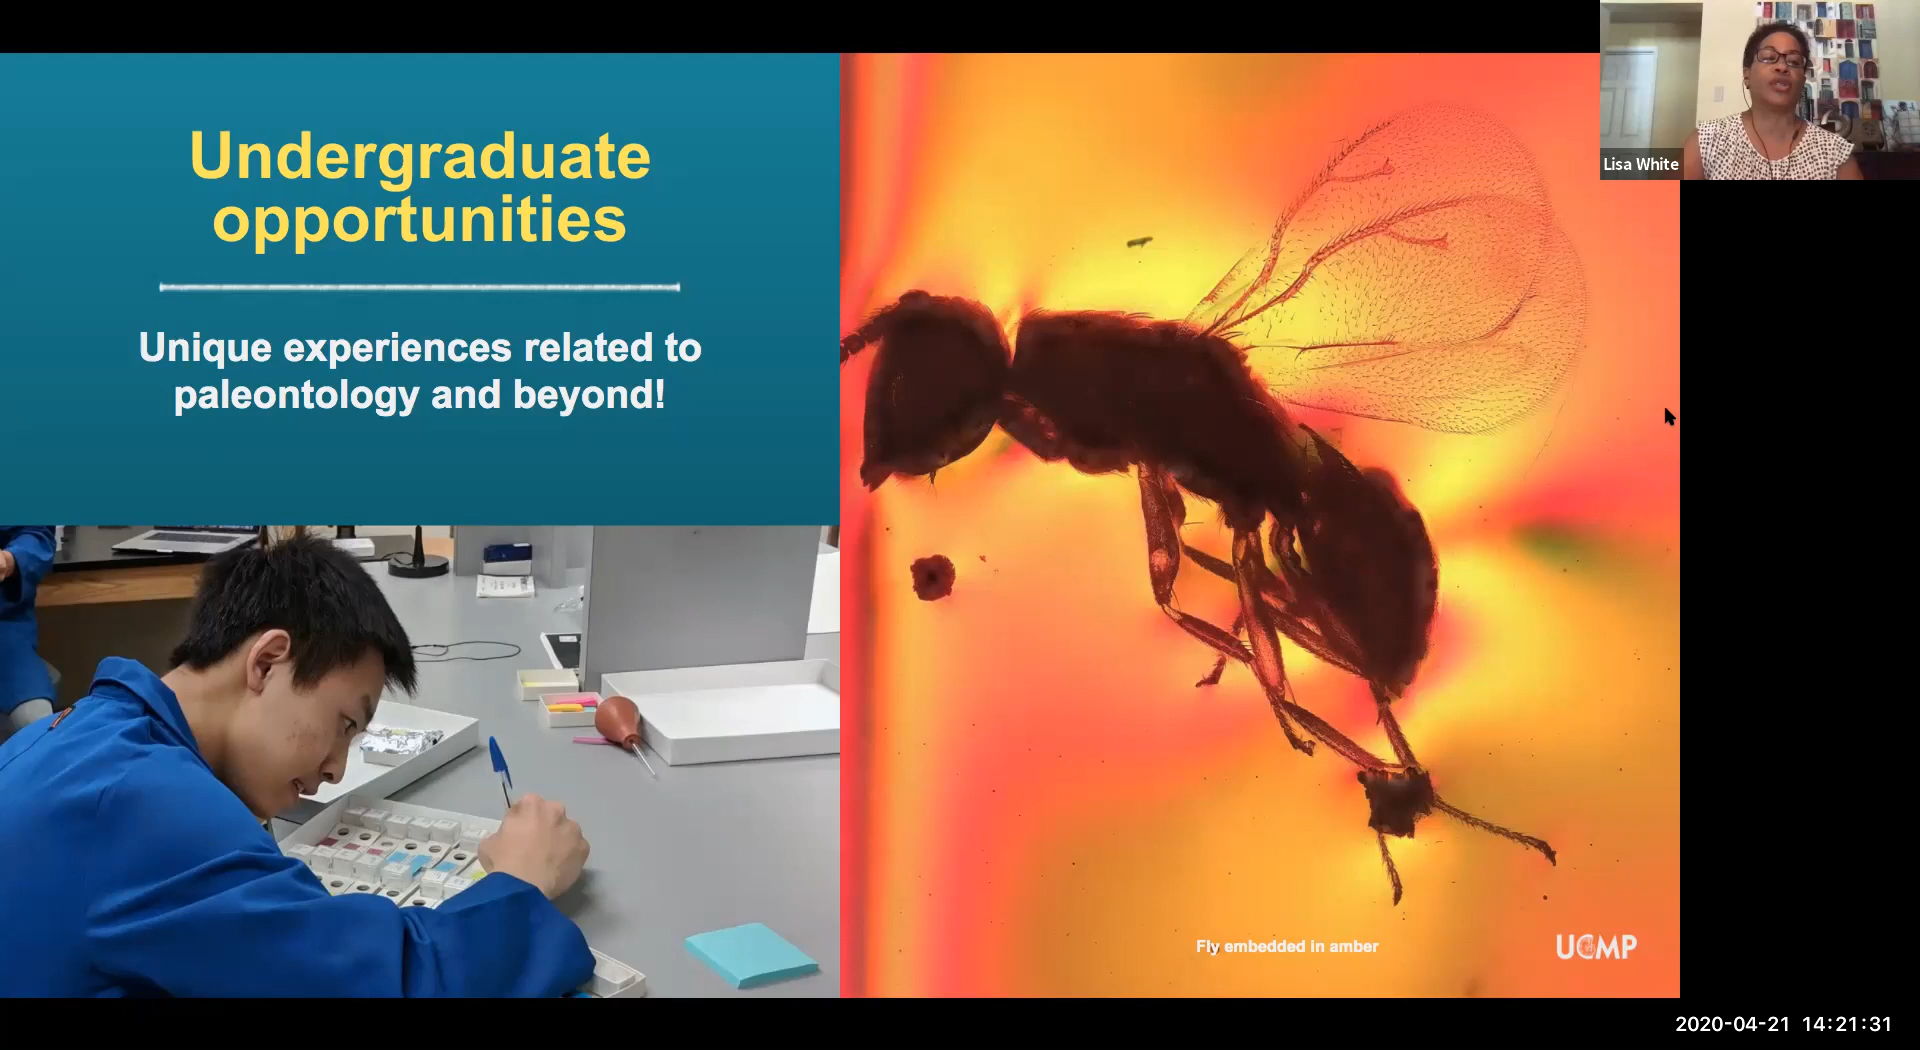 Undergraduate
opportunities
Unique experiences related to
paleontology and beyond!
Lisa White
Fly embedded in amber
UCMP
2020-04-21 14:21:31